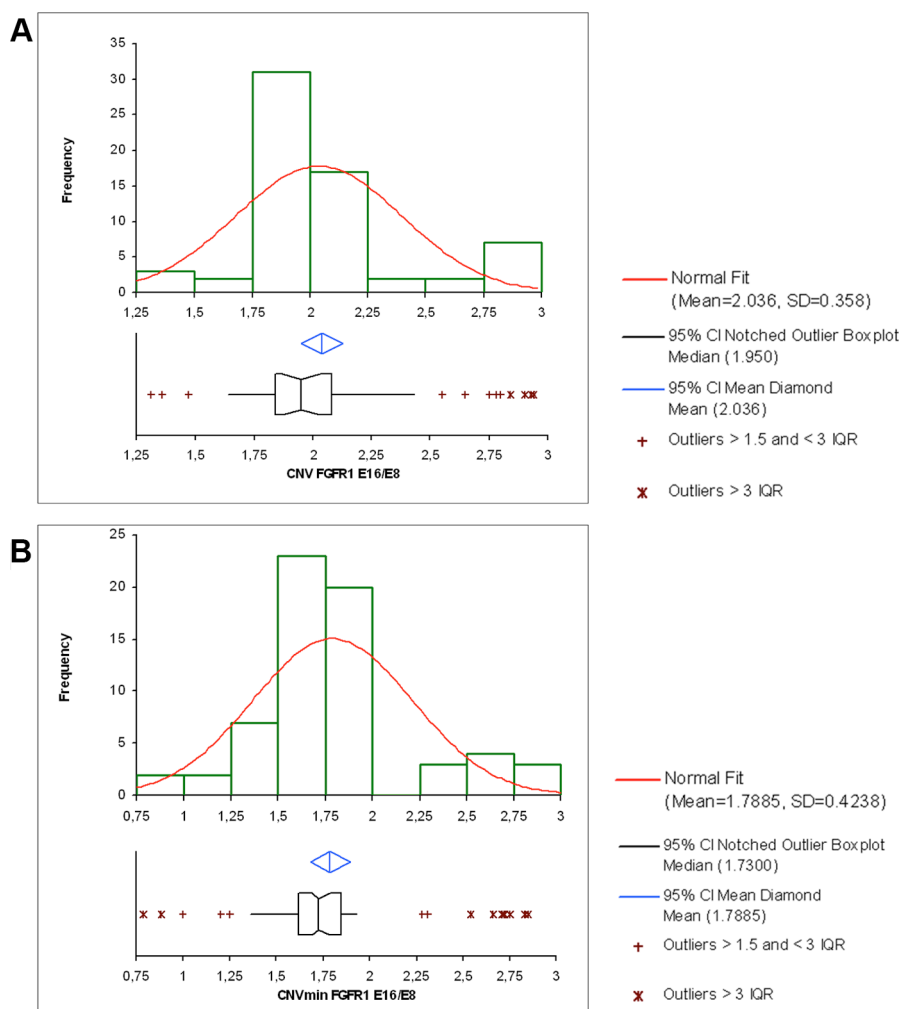 A
35
30
25
20
15
10
5
0
Frequency
1,25 1,5 1,75 2 2,25 2,5 2,75 3
1,25 1,5 1,75 2 2,25 2,5 2,75 3
CNV FGFR1 E16/E8
Normal Fit
(Mean=2.036, SD=0.358)
95% CI Notched Outlier Boxplot
Median (1.950)
95% CI Mean Diamond
Mean (2.036)
Outliers > 1.5 and < 3 IQR
Outliers > 3 IQR
B
25
20
15
10
5
0
Frequency
0,75 1 1,25 1,5 1,75 2 2,25 2,5 2,75 3
0,75 1 1,25 1,5 1,75 2 2,25 2,5 2,75 3
CNVmin FGFR1 E16/E8
Normal Fit
(Mean=1.7885, SD=0.4238)
95% CI Notched Outlier Boxplot
Median (1.7300)
95% CI Mean Diamond
Mean (1.7885)
Outliers > 1.5 and < 3 IQR
Outliers > 3 IQR